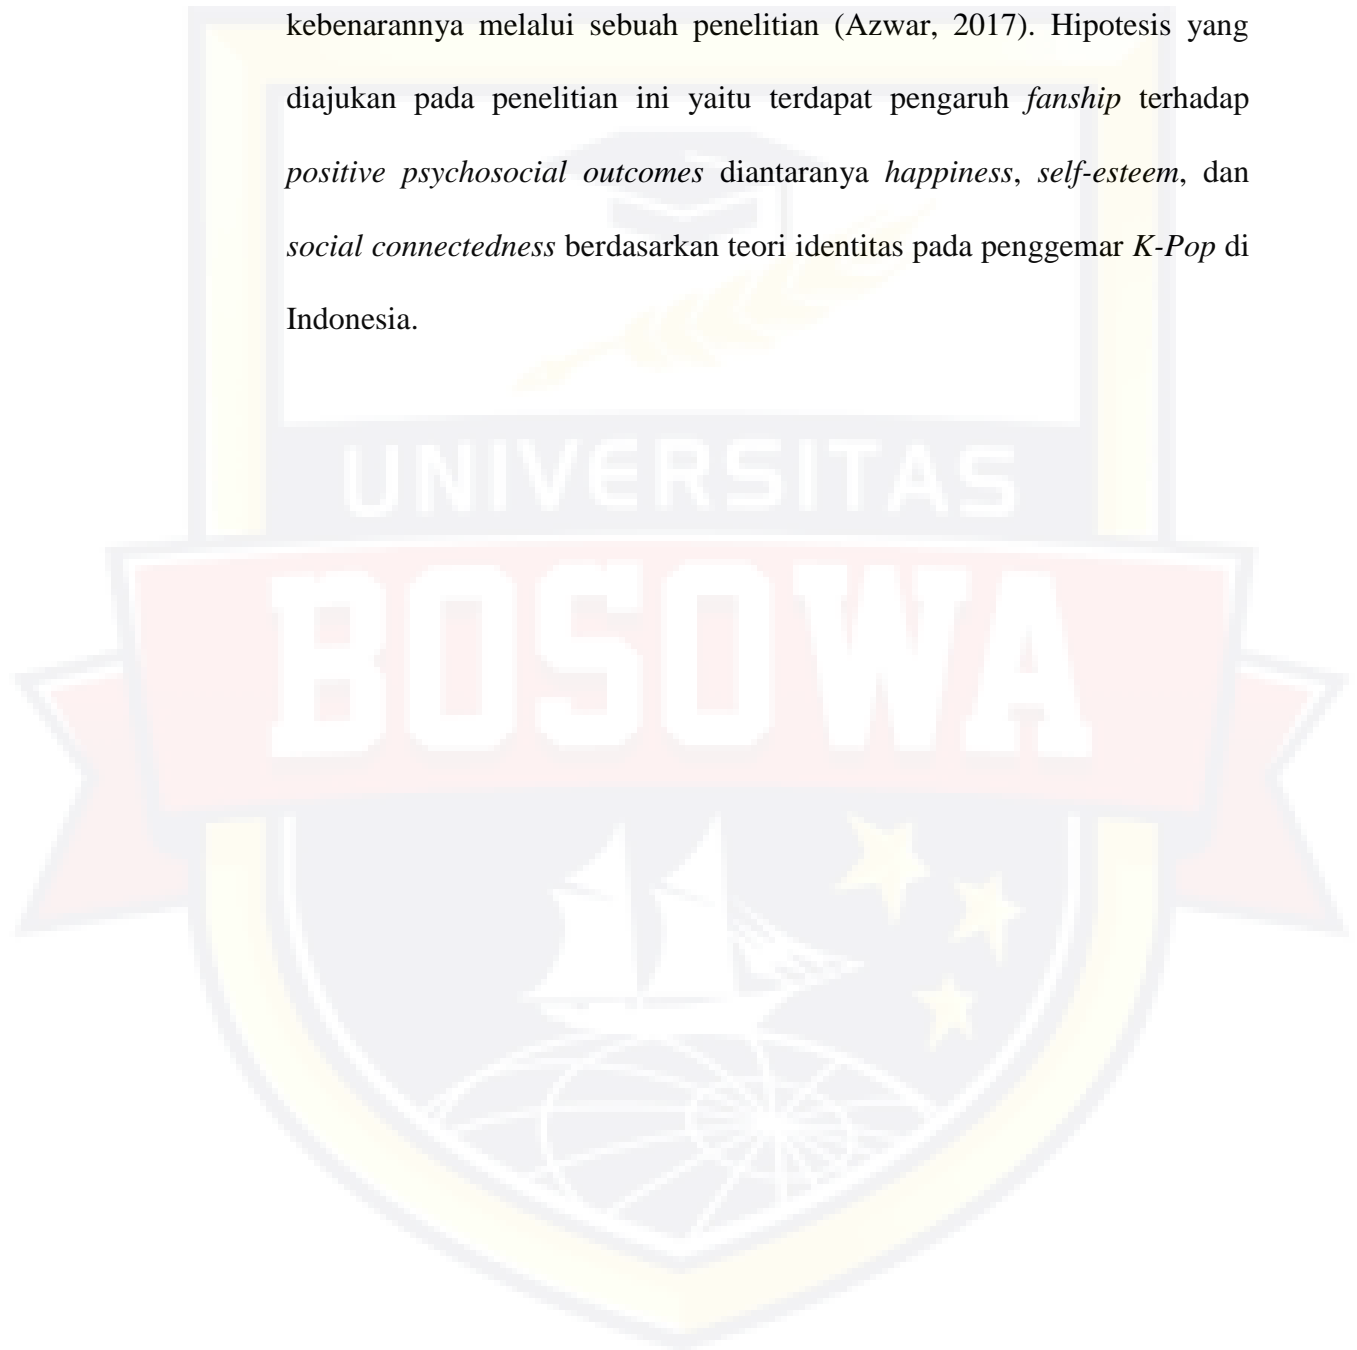 kebenarannya melalui sebuah penelitian (Azwar, 2017). Hipotesis yang
diajukan pada penelitian ini yaitu terdapat pengaruh fanship terhadap
positive psychosocial outcomes diantaranya happiness, self-esteem, dan
social connectedness berdasarkan teori identitas pada penggemar K-Pop di
Indonesia.
UNIVERSITAS
BOSOWA